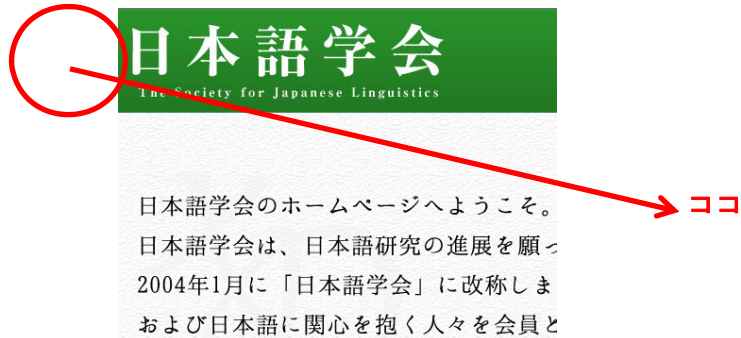 日本語学会
The Society for Japanese Linguistics
ココ
日本語学会のホームページへようこそ。
日本語学会は、日本語研究の進展を願っ
2004年1月に「日本語学会」に改称しま
および日本語に関心を抱く人々を会員と